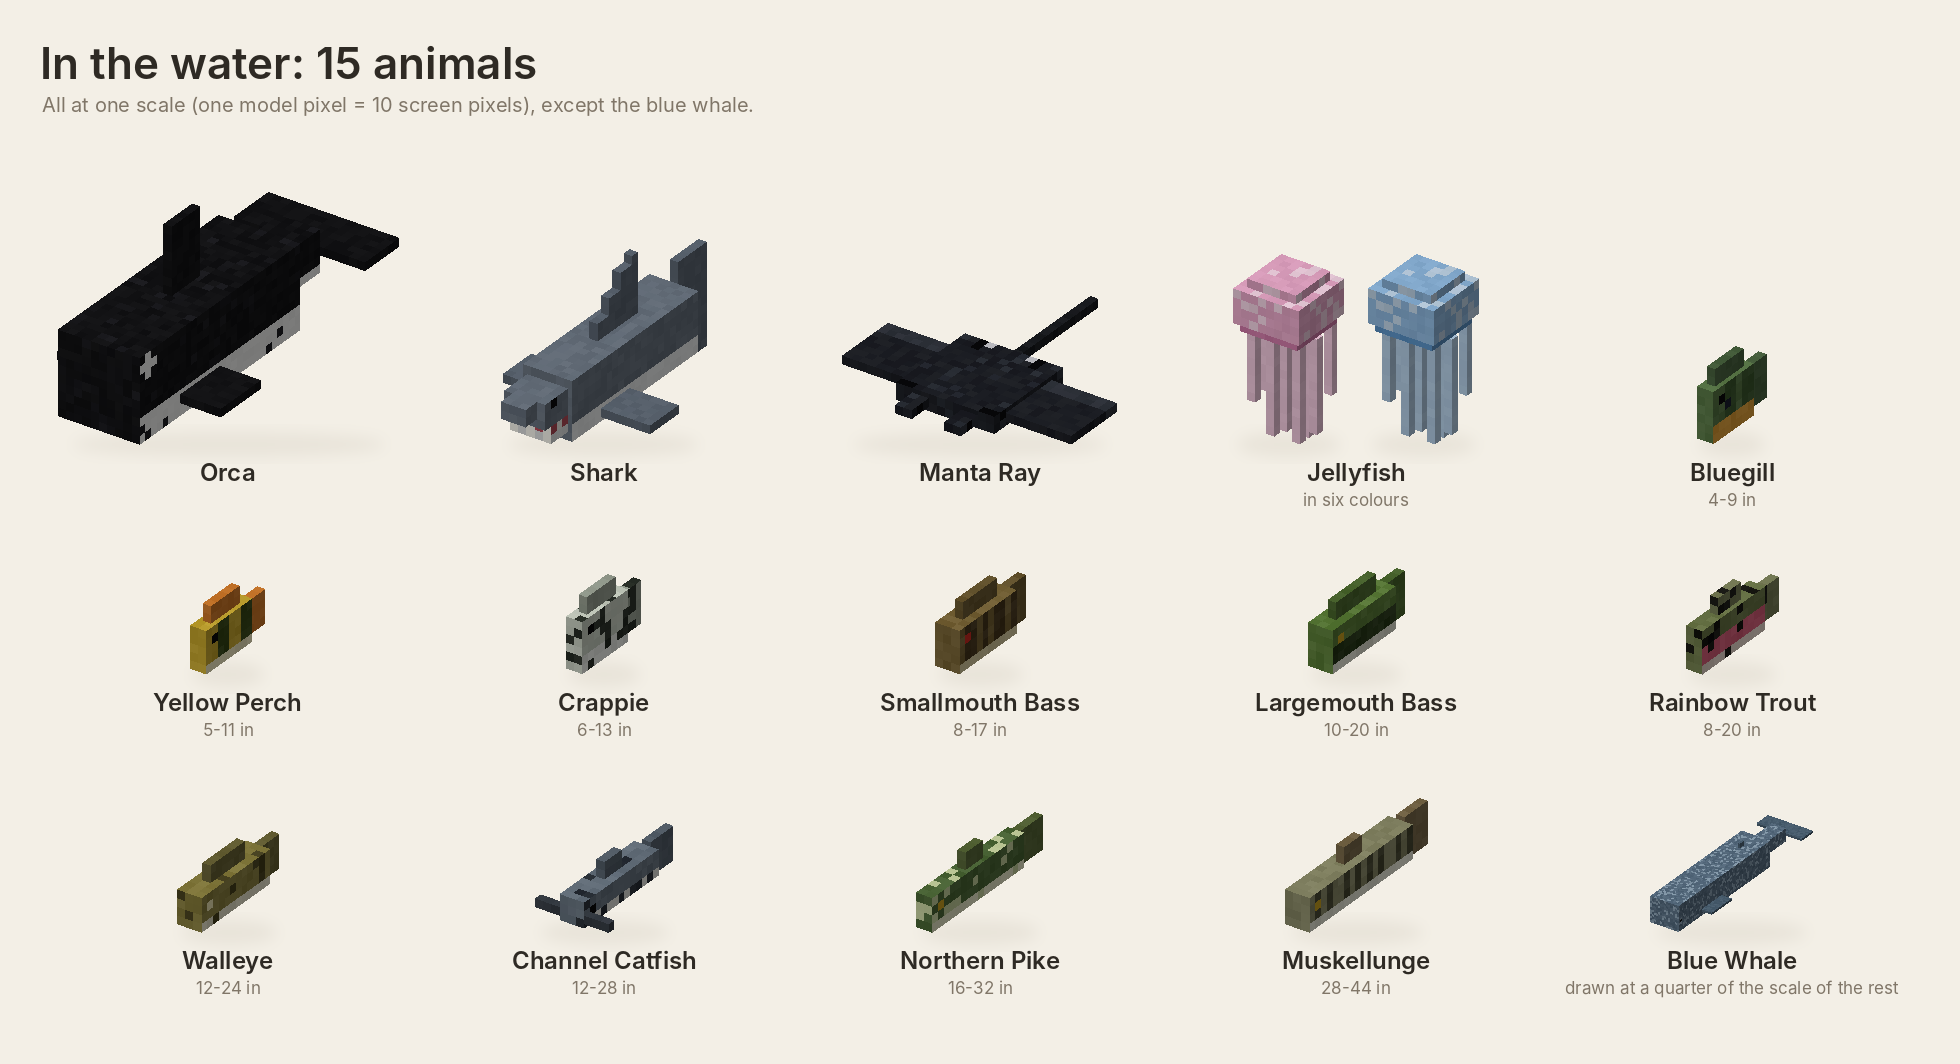 In the water: 15 animals
All at one scale (one model pixel = 10 screen pixels), except the blue whale.
Orca
Shark
Manta Ray
Jellyfish
in six colours
Bluegill
4-9 in
Yellow Perch
5-11 in
Crappie
6-13 in
Smallmouth Bass
8-17 in
Largemouth Bass
10-20 in
Rainbow Trout
8-20 in
Walleye
12-24 in
Channel Catfish
12-28 in
Northern Pike
16-32 in
Muskellunge
28-44 in
Blue Whale
drawn at a quarter of the scale of the rest